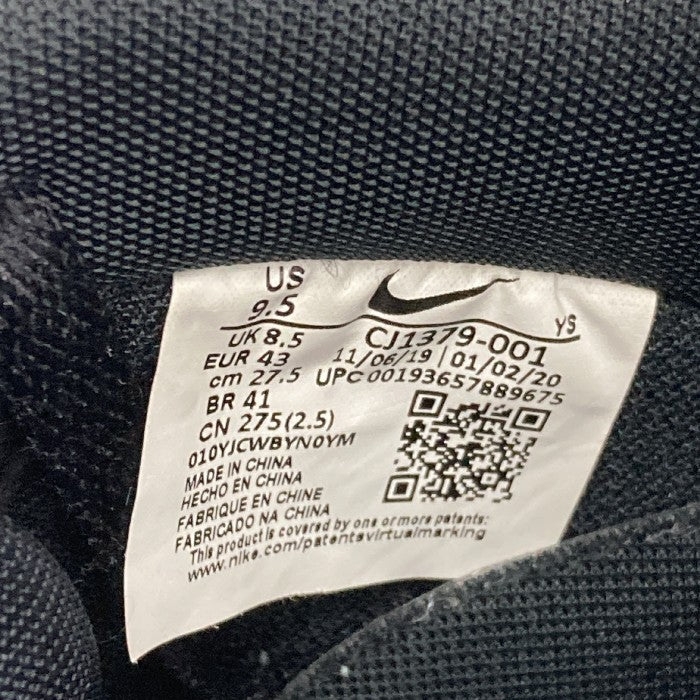 US
9.5
YS
UK 8.5 CJ1379-001
EUR 43 11/06/19 | 01/02/20
cm 27.5 UPC 00193657889675
BR 41
CN 275(2.5)
010YJCWBYN0YM
MADE IN CHINA
HECHO EN CHINA
FABRIQUE EN CHINE
FABRICADO NA CHINA
This product is covered by one or more patents:
www.nike.com/patentsvirtualmarking